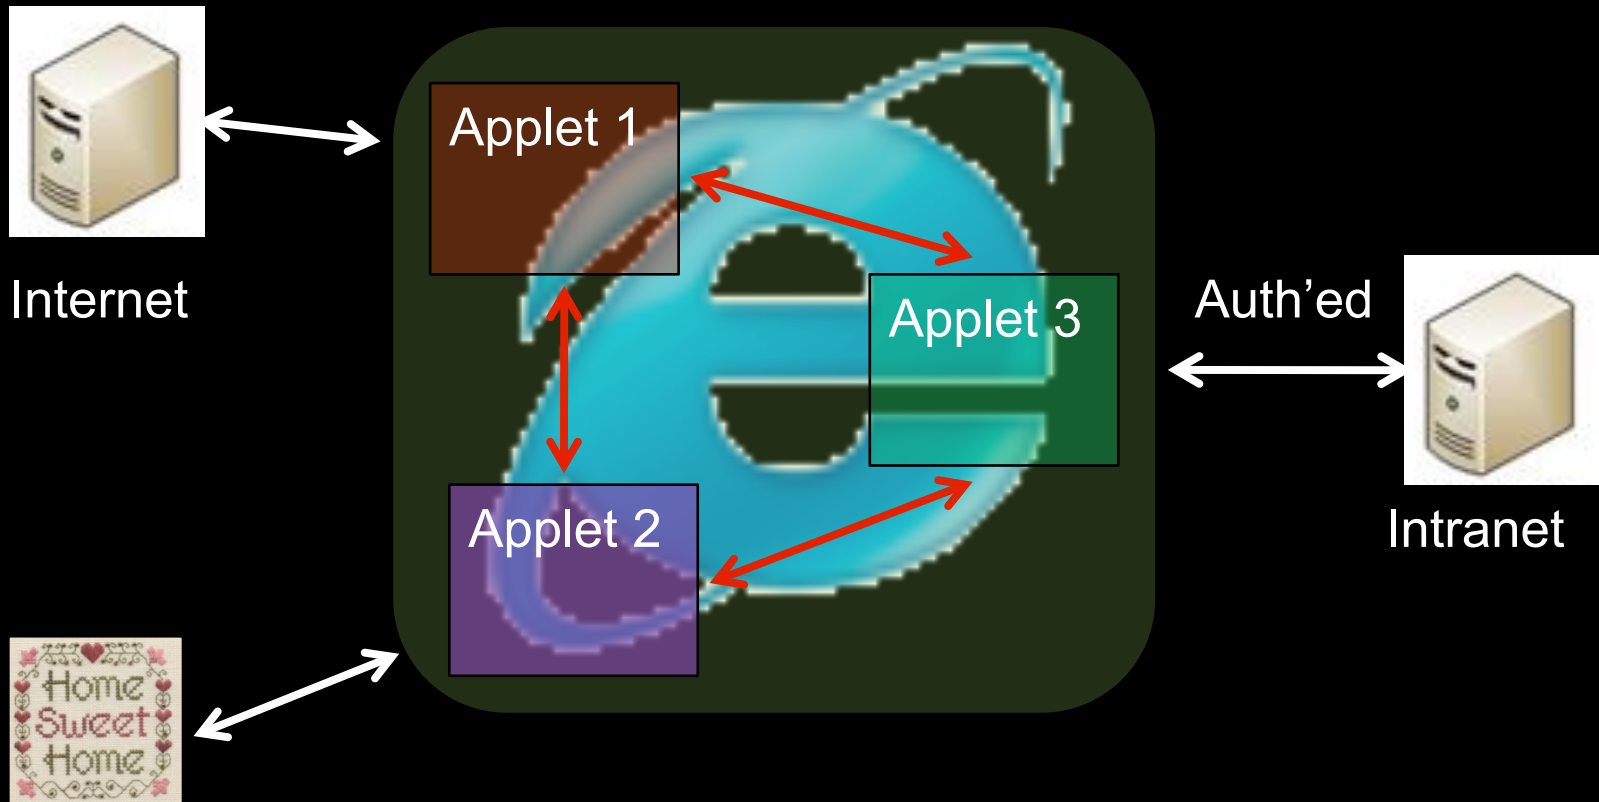 Applet 1
Internet
Applet 3
Auth’ed
Applet 2
Intranet
Home
Sweet
Home